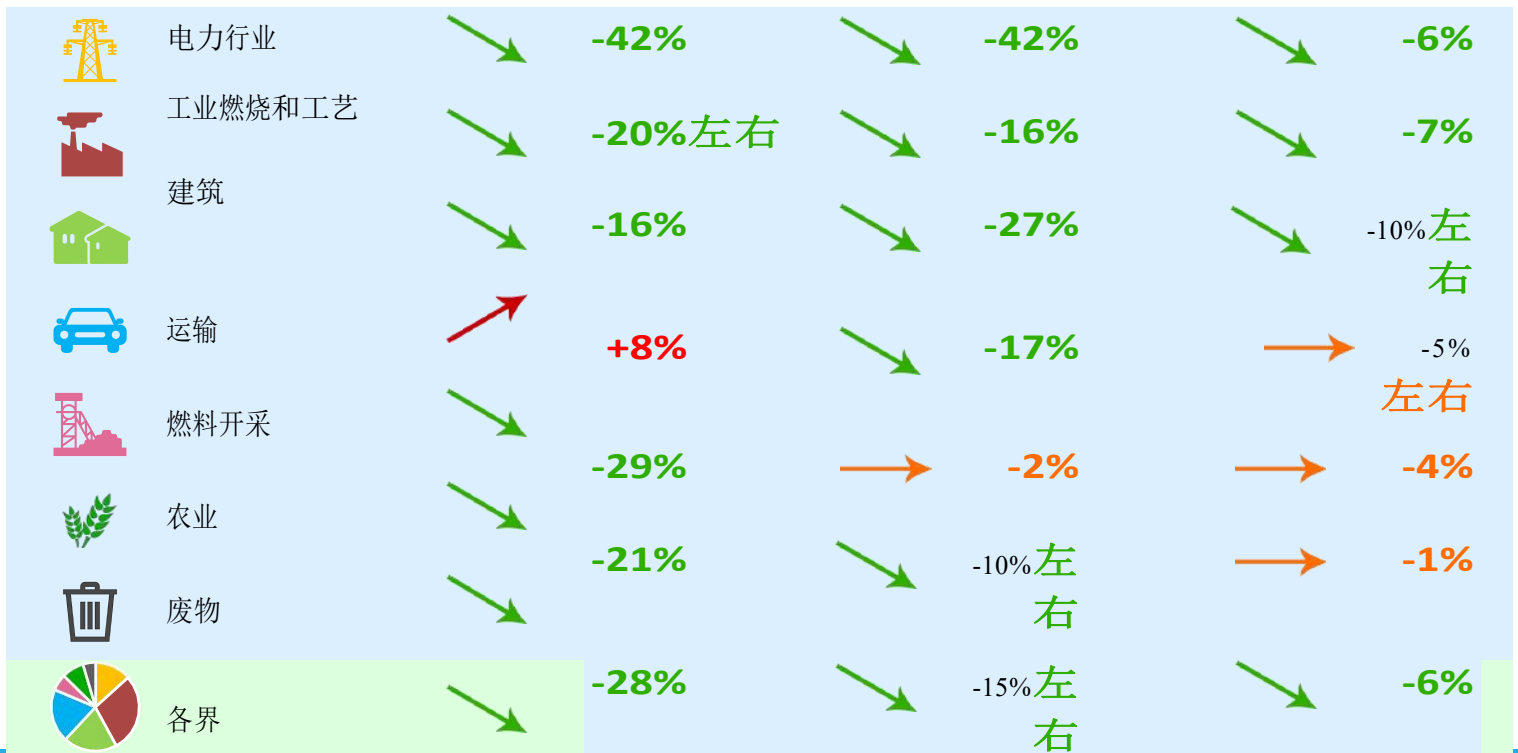 电力行业 -42% -42% -6%
工业燃烧和工艺
-20%左右 -16% -7%
建筑
-16% -27% -10%左
右
运输
+8% -17% -5%
左右
燃料开采
-29% -2% -4%
农业
-21% -10%左 -1%
右
废物
-28% -15%左 -6%
各界 右